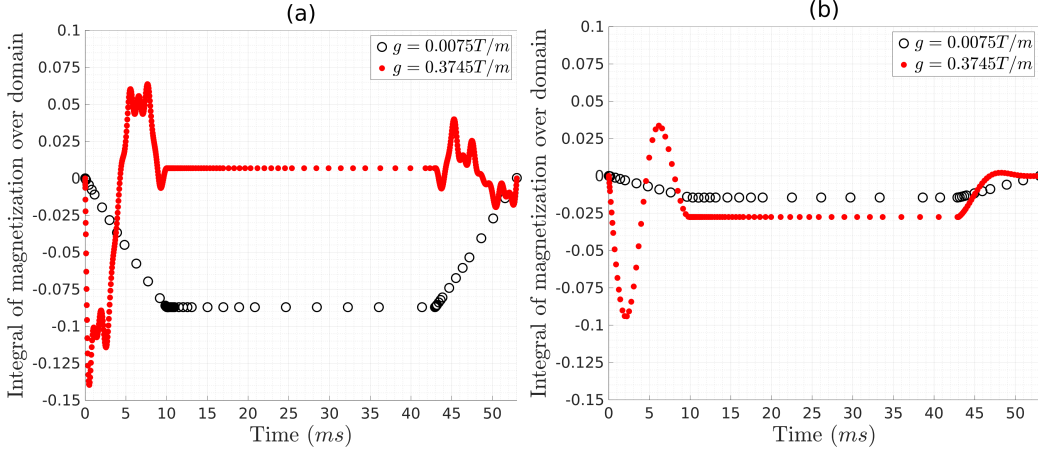 (a)
Integral of magnetization over domain
0.1
0.075
0.05
0.025
0
-0.025
-0.05
-0.075
-0.1
-0.125
-0.15
g = 0.0075T/m
g = 0.3745T/m
0 5 10 15 20 25 30 35 40 45 50
Time (ms)
(b)
Integral of magnetization over domain
0.1
0.075
0.05
0.025
0
-0.025
-0.05
-0.075
-0.1
-0.125
-0.15
g = 0.0075T/m
g = 0.3745T/m
0 5 10 15 20 25 30 35 40 45 50
Time (ms)